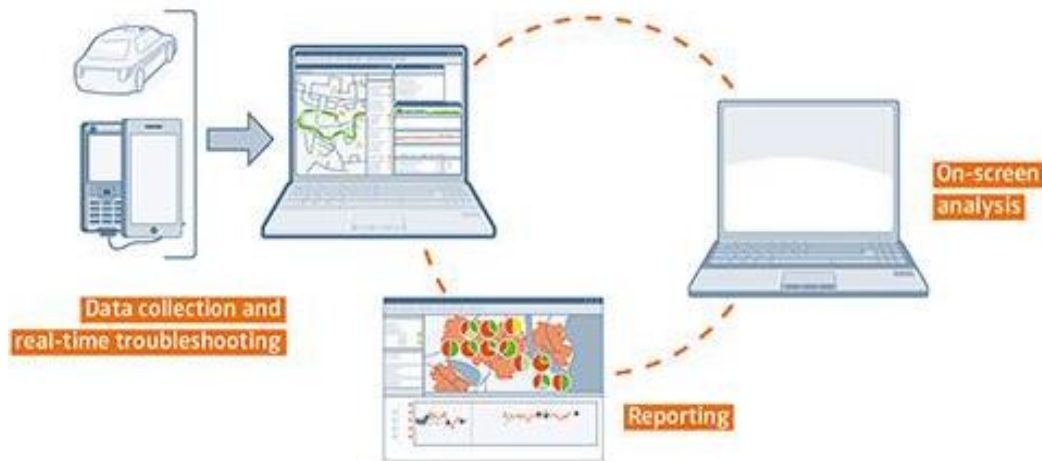 On-screen
analysis
Data collection and
real-time troubleshooting
Reporting